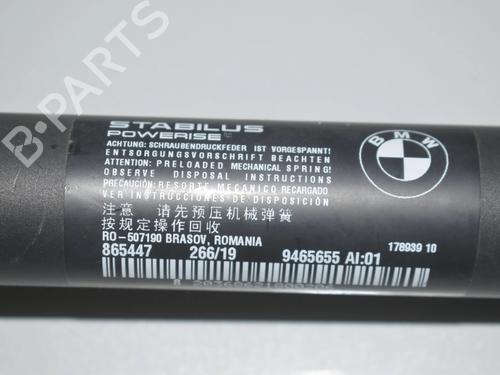 STABILUS
POWERISE
ACHTUNG: SCHRAUBENDRUCKFEDER IST VORGESPANNT!
ENTSORGUNGSVORSCHRIFT BEACHTEN
ATTENTION: PRELOADED MECHANICAL SPRING!
OBSERVE DISPOSAL INSTRUCTIONS
PRECAUCIÓN: RESORTE MECANICO RECARGADO
OBSERVAR INSTRUCCIONES DE DISPOSICION
注意 请先预压机械弹簧
按规定操作回收
RO-507190 BRASOV, ROMANIA
865447 266/19 9465655 AI:01
178939 10
BMW
B-PARTS